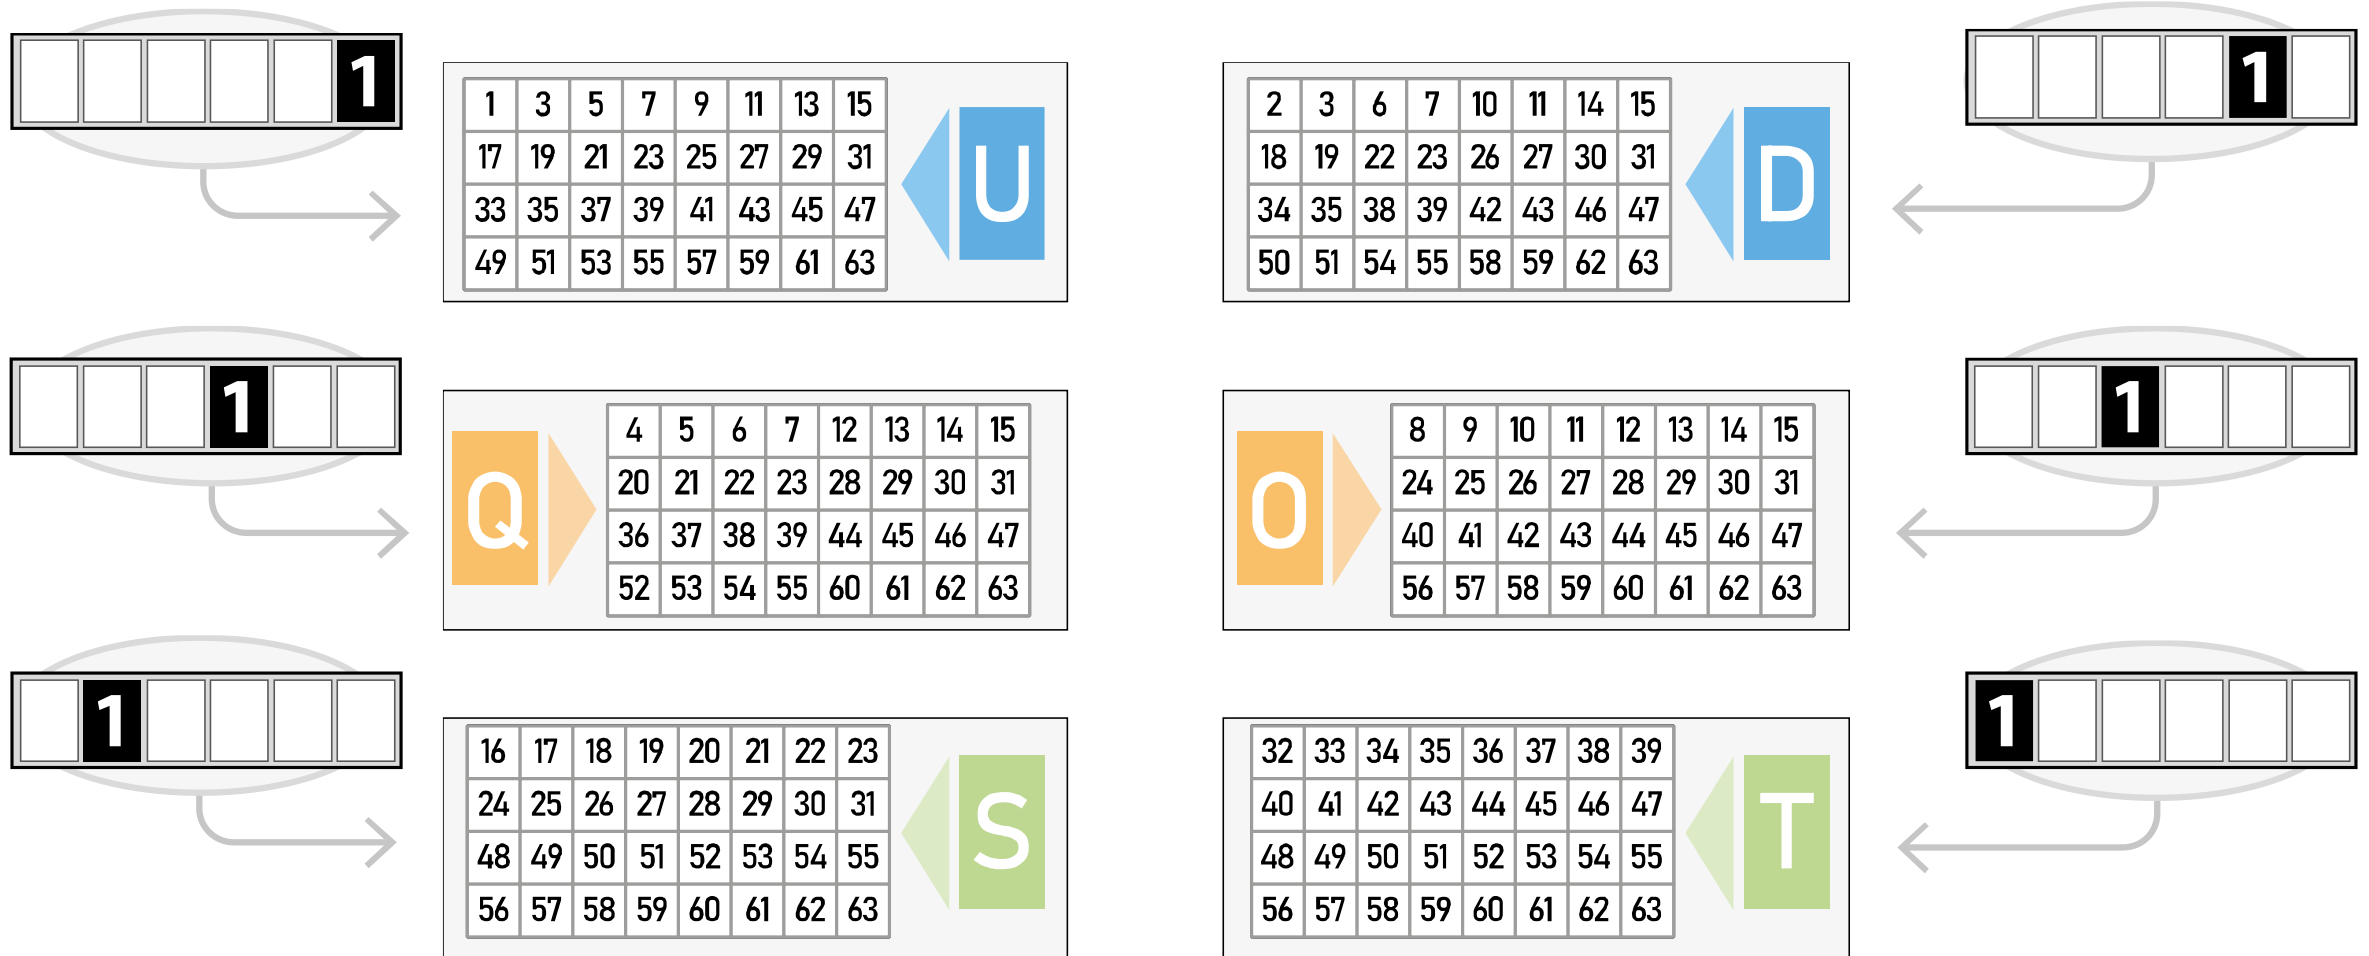 1
1 3 5 7 9 11 13 15
17 19 21 23 25 27 29 31
33 35 37 39 41 43 45 47
49 51 53 55 57 59 61 63
U
2 3 6 7 10 11 14 15
18 19 22 23 26 27 30 31
34 35 38 39 42 43 46 47
50 51 54 55 58 59 62 63
D
1
1
Q
4 5 6 7 12 13 14 15
20 21 22 23 28 29 30 31
36 37 38 39 44 45 46 47
52 53 54 55 60 61 62 63
O
8 9 10 11 12 13 14 15
24 25 26 27 28 29 30 31
40 41 42 43 44 45 46 47
56 57 58 59 60 61 62 63
1
1
16 17 18 19 20 21 22 23
24 25 26 27 28 29 30 31
48 49 50 51 52 53 54 55
56 57 58 59 60 61 62 63
S
32 33 34 35 36 37 38 39
40 41 42 43 44 45 46 47
48 49 50 51 52 53 54 55
56 57 58 59 60 61 62 63
T
1